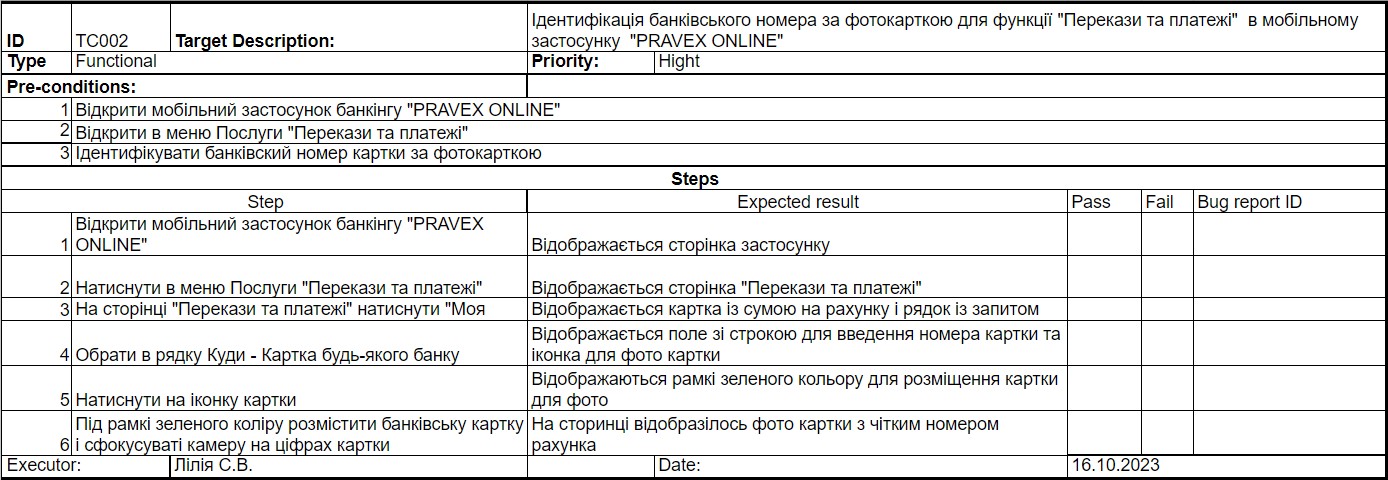 Ідентифікація банківського номера за фотокарткою для функції "Перекази та платежі" в мобільному
ID TC002 Target Description: застосунку "PRAVEX ONLINE"
Type Functional Priority: Hight
Pre-conditions:
1 Відкрити мобільний застосунок банкінгу "PRAVEX ONLINE"
2 Відкрити в меню Послуги "Перекази та платежі"
3 Ідентифікувати банківский номер картки за фотокарткою
Steps
Step Expected result Pass Fail Bug report ID
Відкрити мобільний застосунок банкінгу "PRAVEX
1 ONLINE" Відображається сторінка застосунку
2 Натиснути в меню Послуги "Перекази та платежі" Відображається сторінка "Перекази та платежі"
3 На сторінці "Перекази та платежі" натиснути "Моя Відображається картка із сумою на рахунку і рядок із запитом
Відображається поле зі строкою для введення номера картки та
4 Обрати в рядку Куди - Картка будь-якого банку іконка для фото картки
Відображаються рамкі зеленого кольору для розміщення картки
5 Натиснути на іконку картки для фото
Під рамкі зеленого коліру розмістити банківську картку На сторинці відобразілось фото картки з чітким номером
6 і сфокусуваті камеру на ціфрах картки рахунка
Executor: Лілія С.В. Date: 16.10.2023